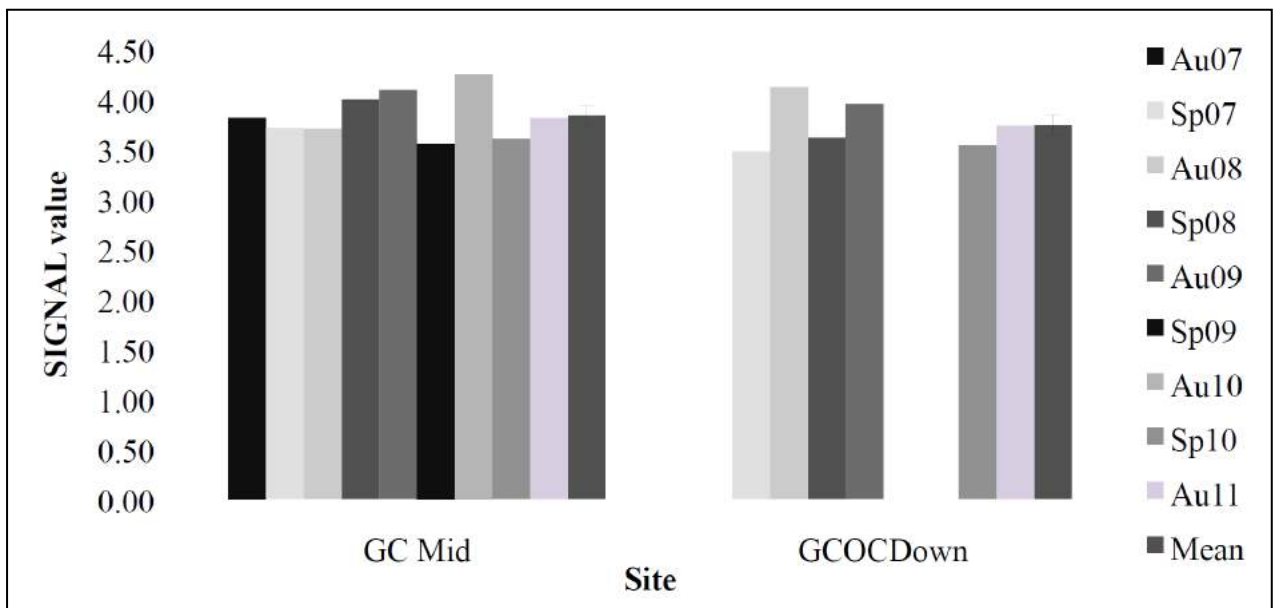 4.50
4.00
3.50
3.00
2.50
2.00
1.50
1.00
0.50
0.00
SIGNAL value
GC Mid
GCOCDown
Site
Au07
Sp07
Au08
Sp08
Au09
Sp09
Au10
Sp10
Au11
Mean